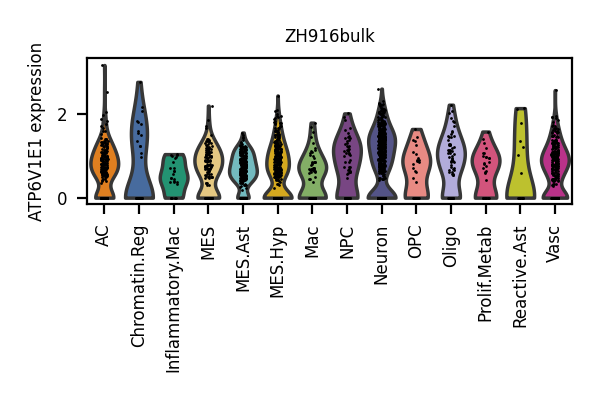 ZH916bulk
ATP6V1E1 expression
2
0
AC
Chromatin.Reg
Inflammatory.Mac
MES
MES.Ast
MES.Hyp
Mac
NPC
Neuron
OPC
Oligo
Prolif.Metab
Reactive.Ast
Vasc